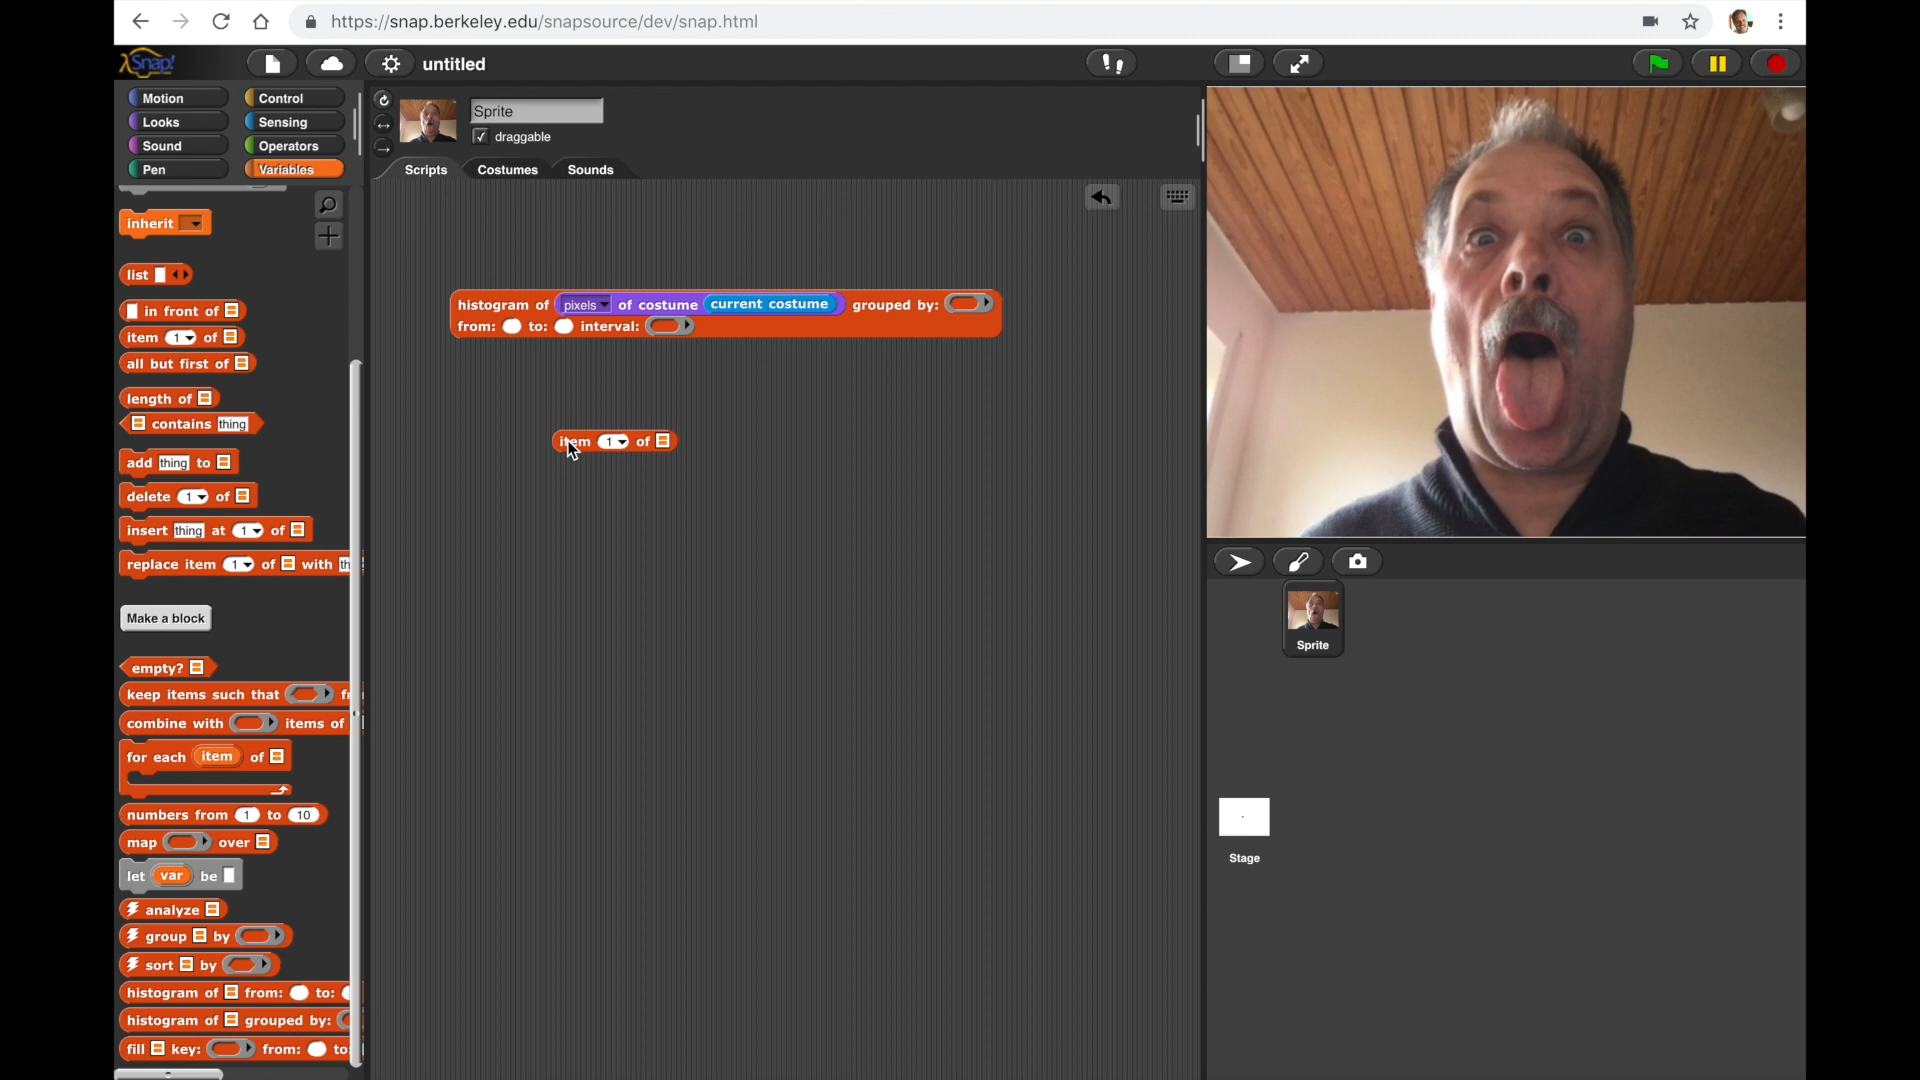 https://snap.berkeley.edu/snapsource/dev/snap.html
Snap!
untitled
Motion
Control
Looks
Sensing
Sound
Operators
Pen
Variables
Sprite
draggable
Scripts
Costumes
Sounds
inherit
list
in front of
item 1 of
all but first of
length of
contains thing
add thing to
delete 1 of
insert thing at 1 of
replace item 1 of with th
Make a block
empty?
keep items such that
combine with items of
for each item of
numbers from 1 to 10
map over
let var be
analyze
group by
sort by
histogram of from: to:
histogram of grouped by:
fill key: from: to:
histogram of pixels of costume current costume grouped by:
from: to: interval:
item 1 of
Sprite
Stage